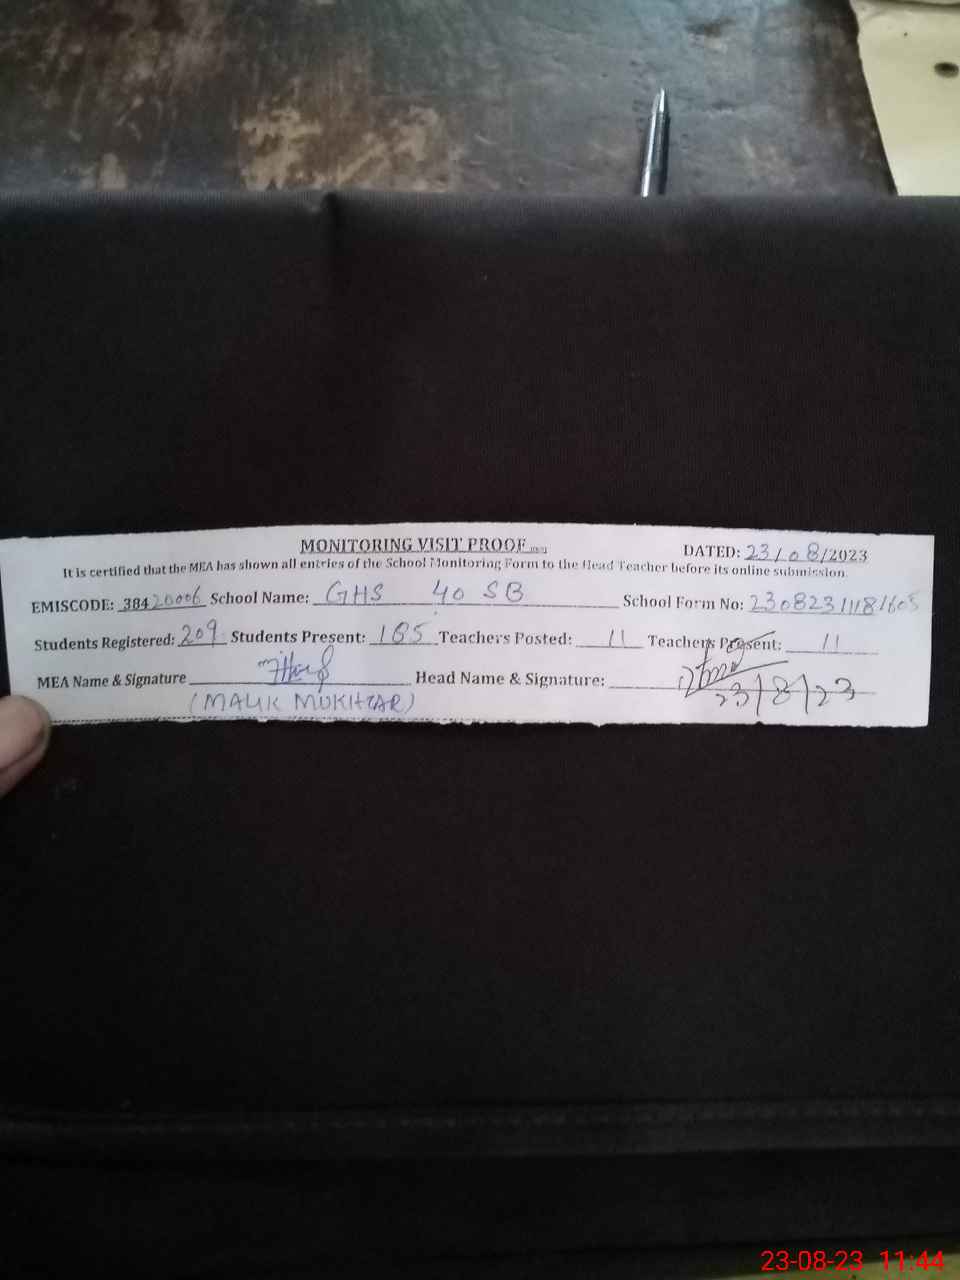 MONITORING VISIT PROOF
DATED: 23/08/2023
It is certified that the MEA has shown all entries of the School Monitoring Form to the Head Teacher before its online submission.
EMISCODE: 38420006 School Name: GHS 40 SB School Form No: 23082311181605
Students Registered: 209 Students Present: 165 Teachers Posted: 11 Teachers Present: 11
MEA Name & Signature Head Name & Signature:
(MALIK MUKHTAR) 23/8/23
23-08-23 11:44